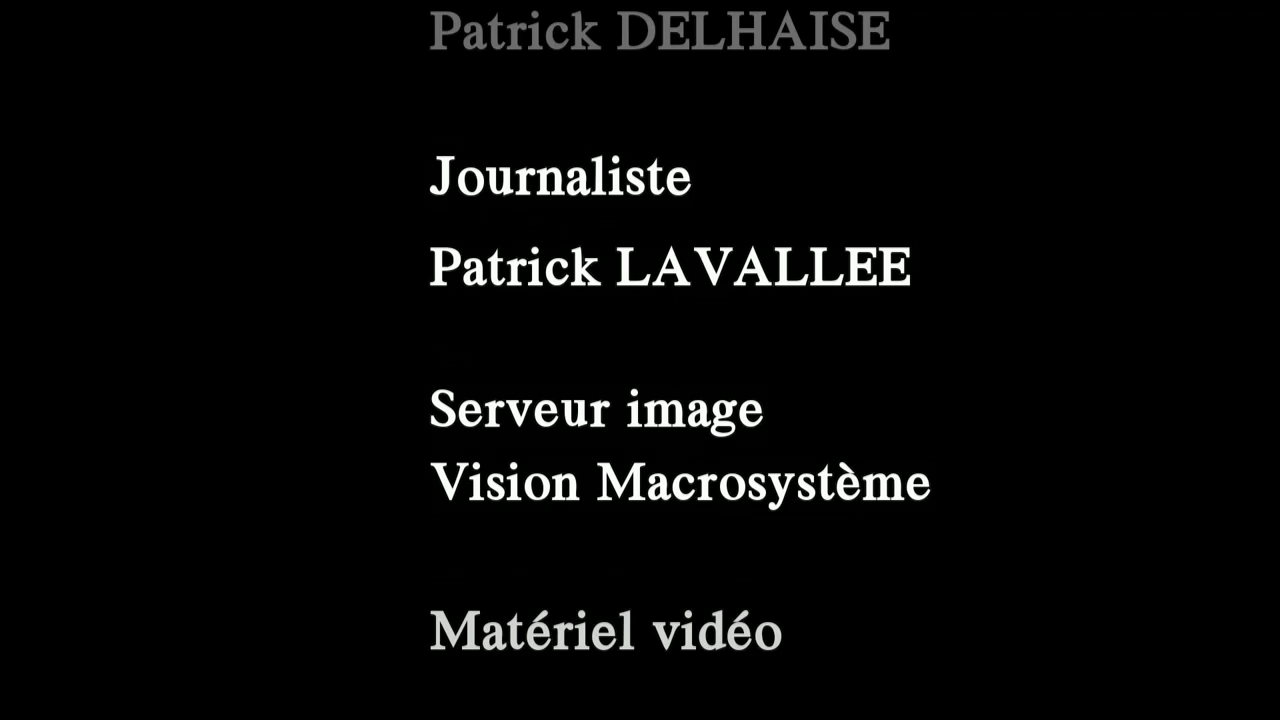 Patrick DELHAISE
Journaliste
Patrick LAVALLEE
Serveur image
Vision Macrosystème
Matériel vidéo